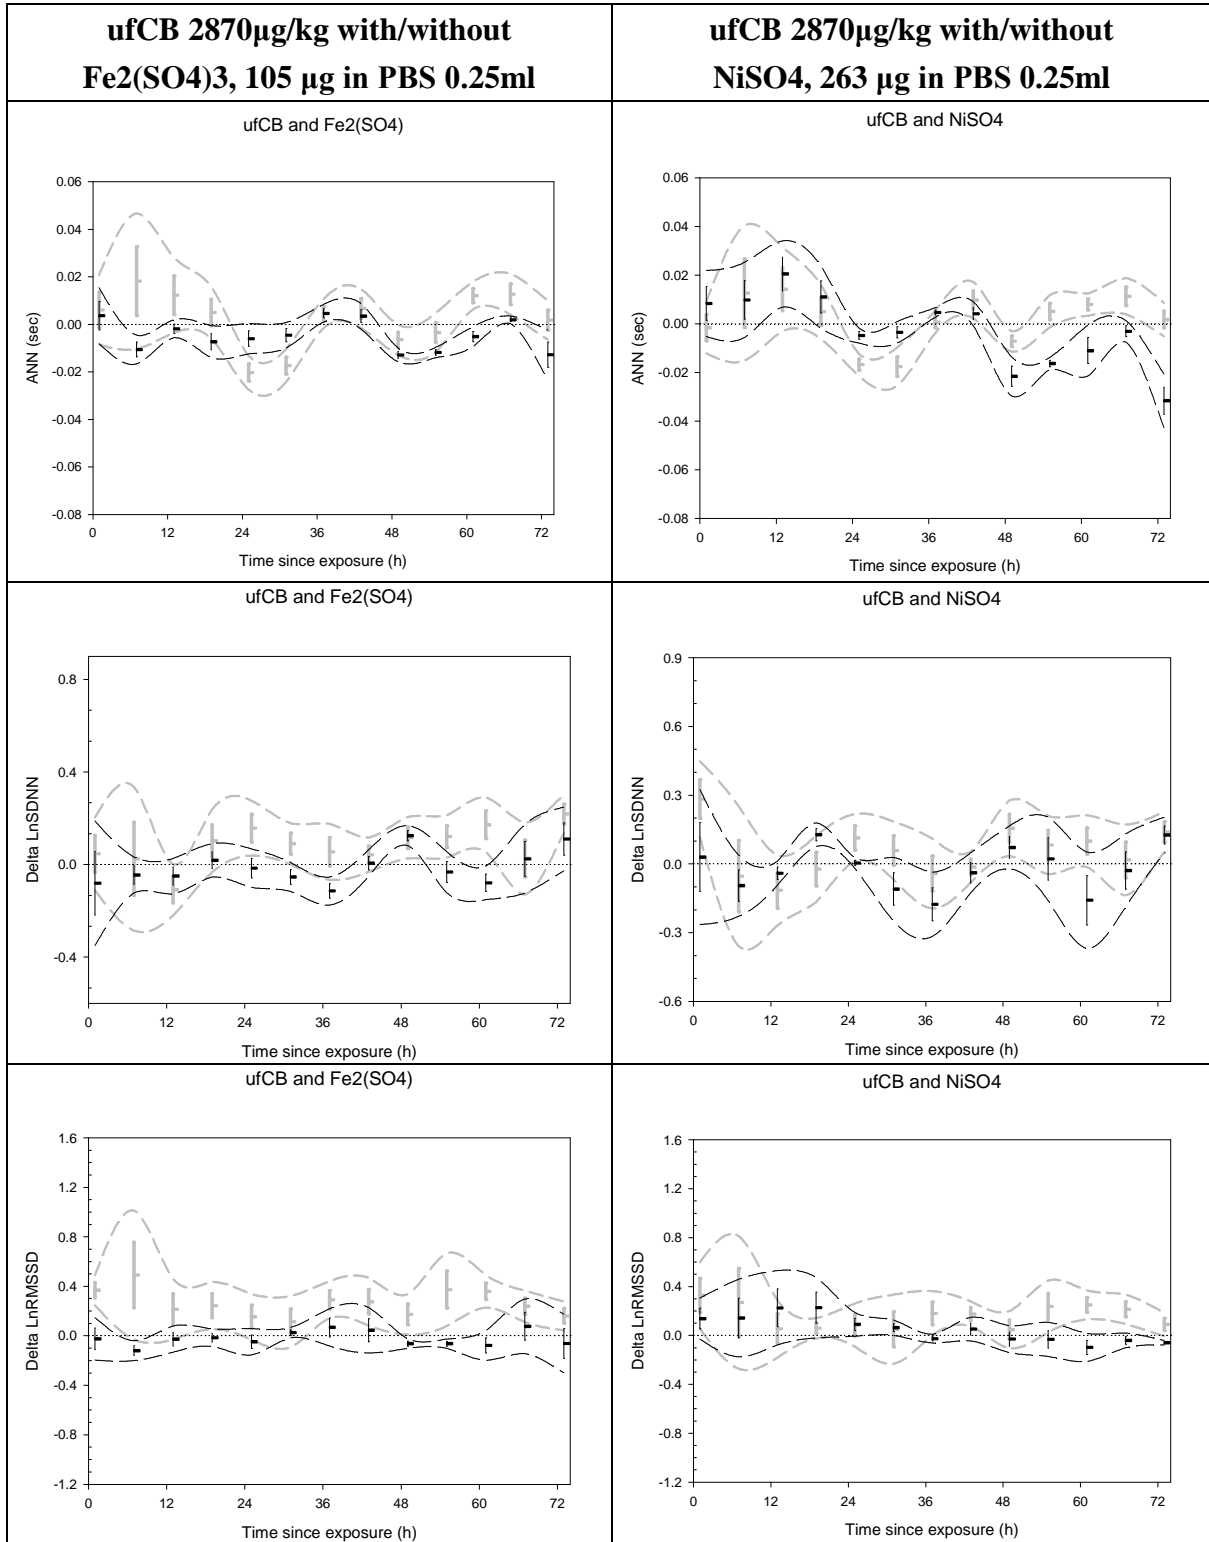 ufCB 2870µg/kg with/without
Fe2(SO4)3, 105 µg in PBS 0.25ml
ufCB 2870µg/kg with/without
NiSO4, 263 µg in PBS 0.25ml
ufCB and Fe2(SO4)
ANN (sec)
0.06
0.04
0.02
0.00
-0.02
-0.04
-0.06
-0.08
0 12 24 36 48 60 72
Time since exposure (h)
ufCB and NiSO4
ANN (sec)
0.06
0.04
0.02
0.00
-0.02
-0.04
-0.06
-0.08
0 12 24 36 48 60 72
Time since exposure (h)
ufCB and Fe2(SO4)
Delta LnSDNN
0.8
0.4
0.0
-0.4
0 12 24 36 48 60 72
Time since exposure (h)
ufCB and NiSO4
Delta LnSDNN
0.9
0.6
0.3
0.0
-0.3
-0.6
0 12 24 36 48 60 72
Time since exposure (h)
ufCB and Fe2(SO4)
Delta LnRMSSD
1.6
1.2
0.8
0.4
0.0
-0.4
-0.8
-1.2
0 12 24 36 48 60 72
Time since exposure (h)
ufCB and NiSO4
Delta LnRMSSD
1.6
1.2
0.8
0.4
0.0
-0.4
-0.8
-1.2
0 12 24 36 48 60 72
Time since exposure (h)